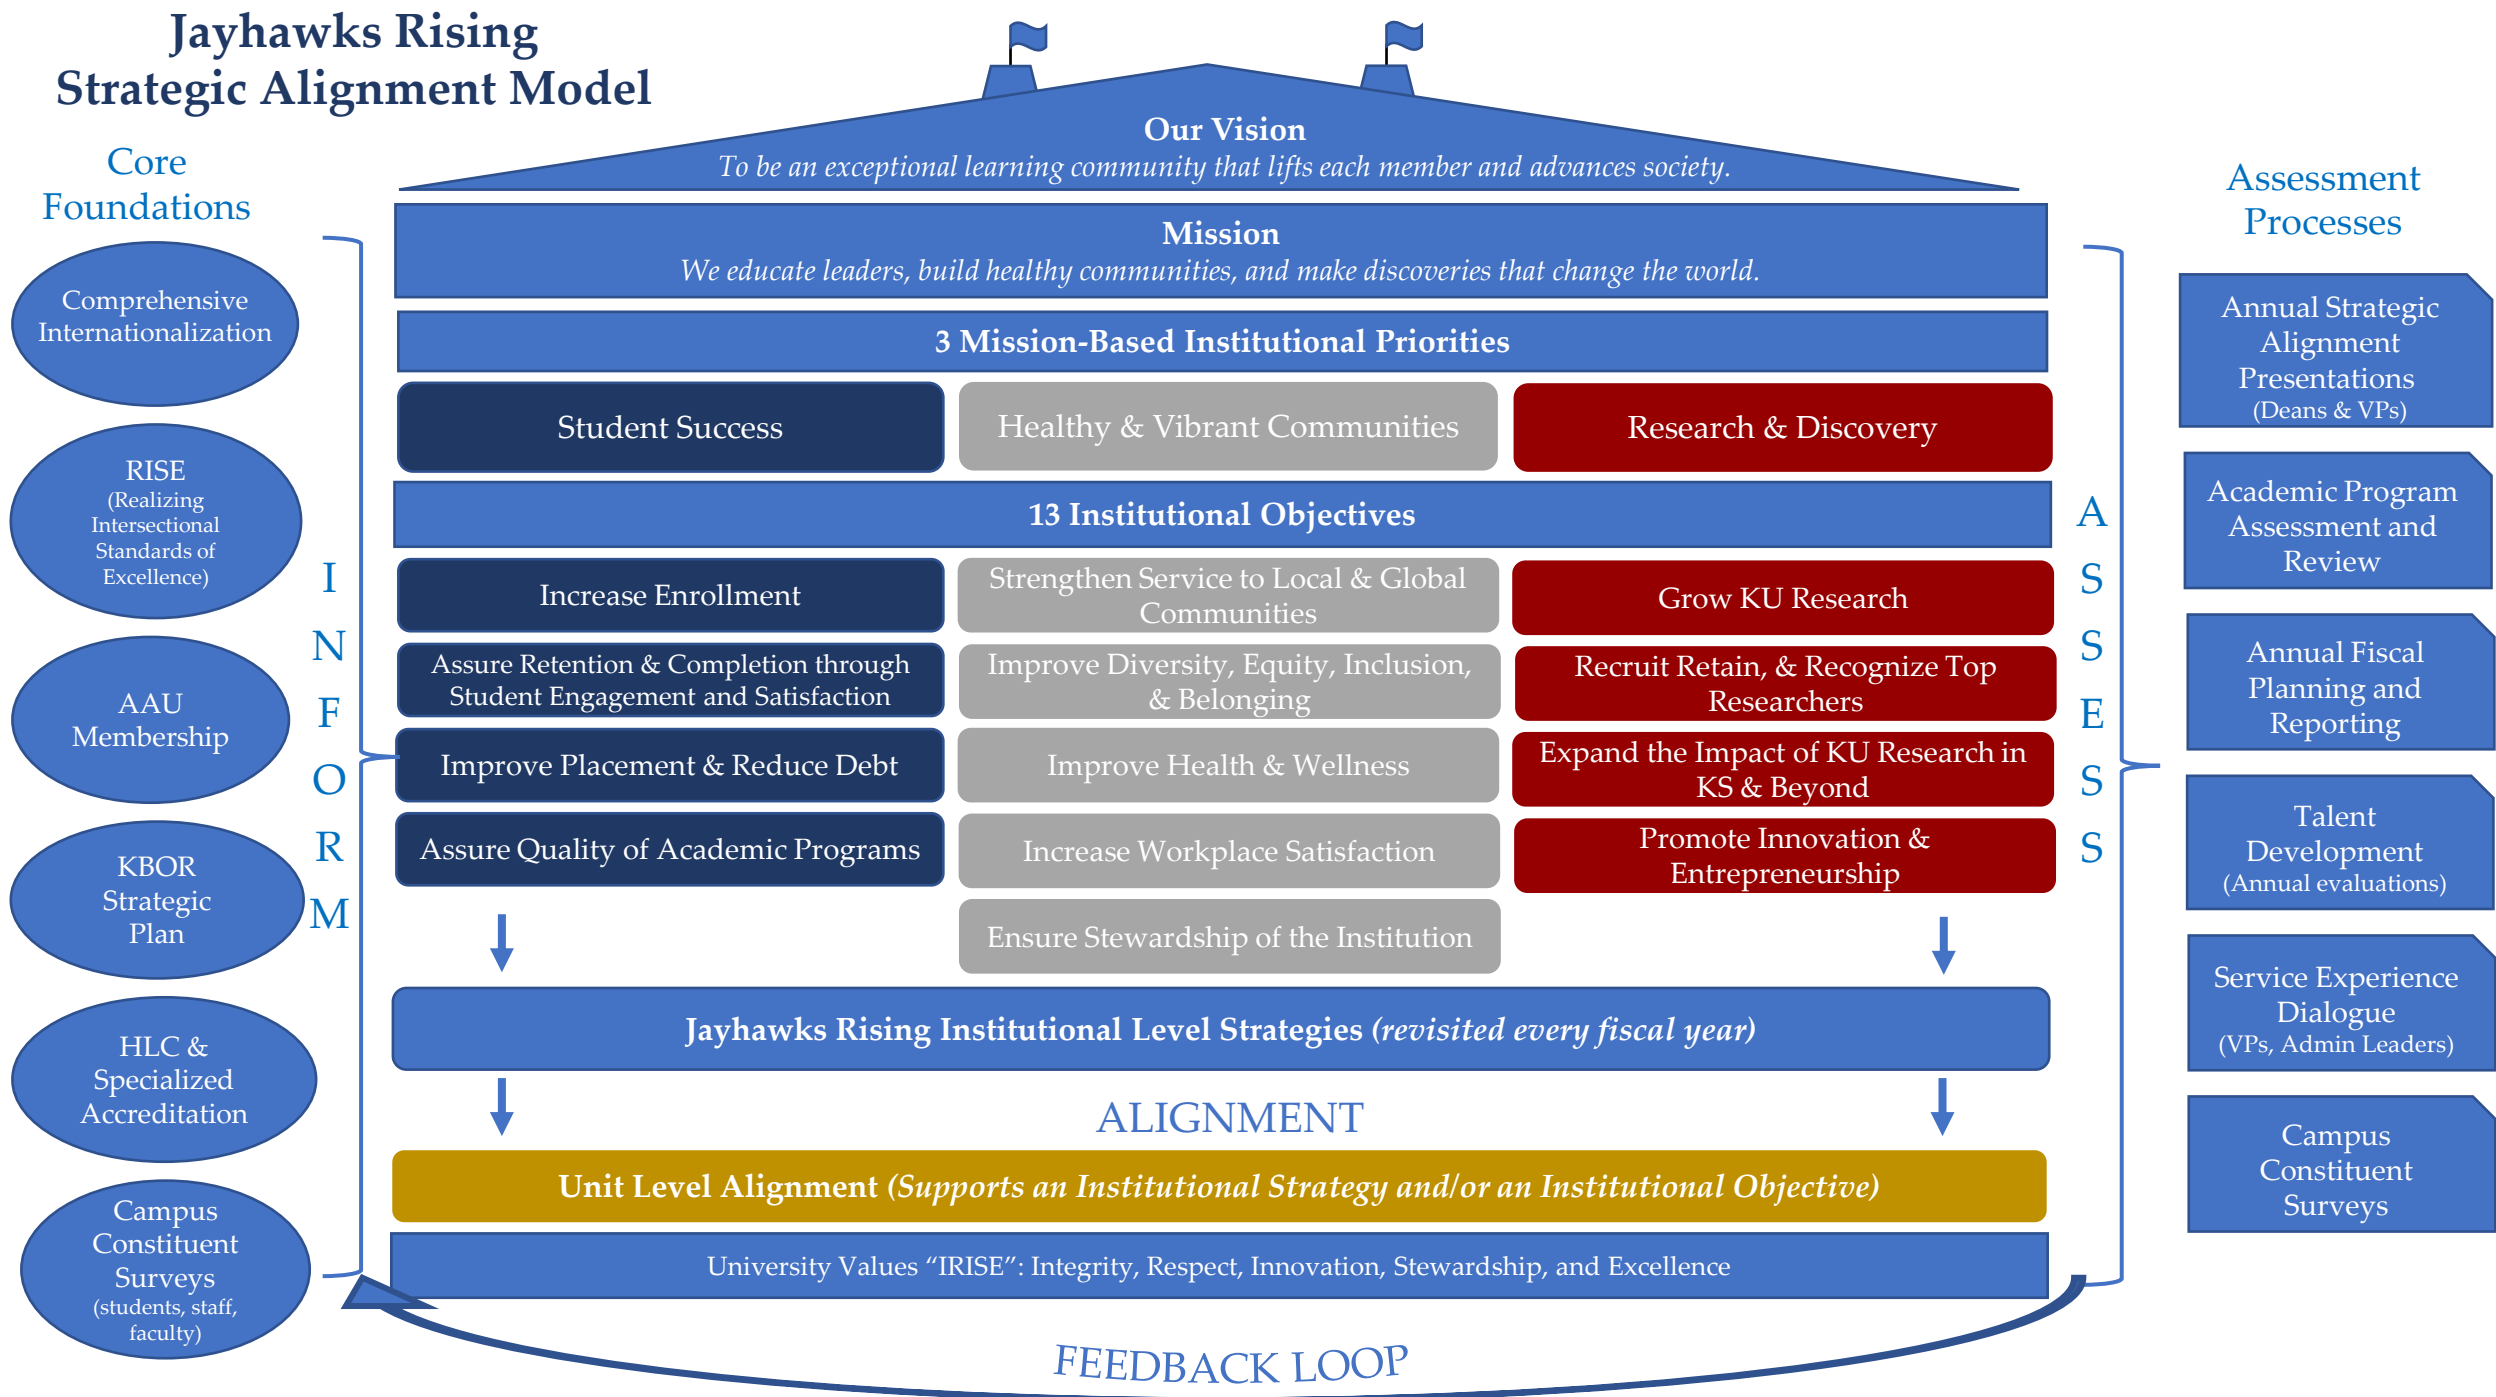 Jayhawks Rising
Strategic Alignment Model
Core
Foundations
Comprehensive
Internationalization
RISE
(Realizing
Intersectional
Standards of
Excellence)
AAU
Membership
KBOR
Strategic
Plan
HLC &
Specialized
Accreditation
Campus
Constituent
Surveys
(students, staff,
faculty)
I
N
F
O
R
M
Our Vision
To be an exceptional learning community that lifts each member and advances society.
Mission
We educate leaders, build healthy communities, and make discoveries that change the world.
3 Mission-Based Institutional Priorities
Student Success
Healthy & Vibrant Communities
Research & Discovery
13 Institutional Objectives
Increase Enrollment
Assure Retention & Completion through
Student Engagement and Satisfaction
Improve Placement & Reduce Debt
Assure Quality of Academic Programs
Strengthen Service to Local & Global
Communities
Improve Diversity, Equity, Inclusion,
& Belonging
Improve Health & Wellness
Increase Workplace Satisfaction
Ensure Stewardship of the Institution
Grow KU Research
Recruit Retain, & Recognize Top
Researchers
Expand the Impact of KU Research in
KS & Beyond
Promote Innovation &
Entrepreneurship
Jayhawks Rising Institutional Level Strategies (revisited every fiscal year)
ALIGNMENT
Unit Level Alignment (Supports an Institutional Strategy and/or an Institutional Objective)
University Values “IRISE”: Integrity, Respect, Innovation, Stewardship, and Excellence
FEEDBACK LOOP
A
S
S
E
S
S
Assessment
Processes
Annual Strategic
Alignment
Presentations
(Deans & VPs)
Academic Program
Assessment and
Review
Annual Fiscal
Planning and
Reporting
Talent
Development
(Annual evaluations)
Service Experience
Dialogue
(VPs, Admin Leaders)
Campus
Constituent
Surveys